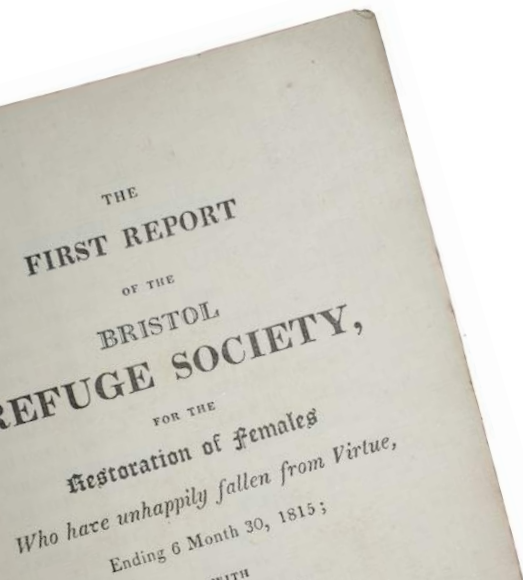 THE
FIRST REPORT
OF THE
BRISTOL
REFUGE SOCIETY,
FOR THE
Restoration of Females
Who have unhappily fallen from Virtue,
Ending 6 Month 30, 1815;
WITH